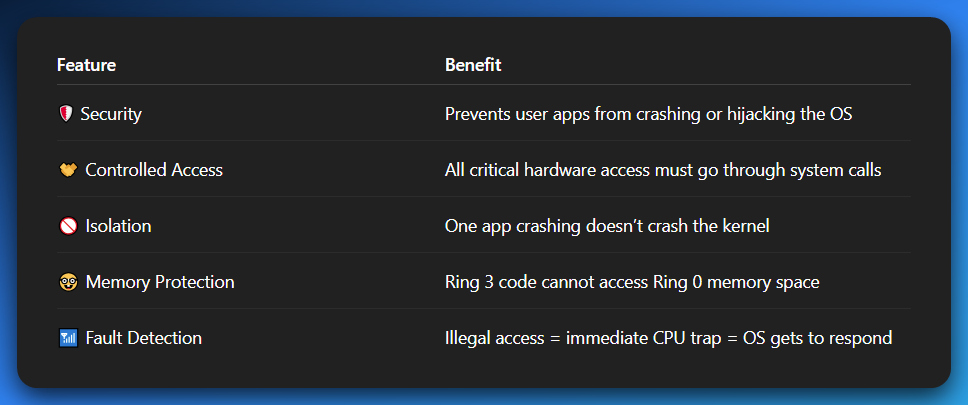 Feature Benefit
Security Prevents user apps from crashing or hijacking the OS
Controlled Access All critical hardware access must go through system calls
Isolation One app crashing doesn’t crash the kernel
Memory Protection Ring 3 code cannot access Ring 0 memory space
Fault Detection Illegal access = immediate CPU trap = OS gets to respond